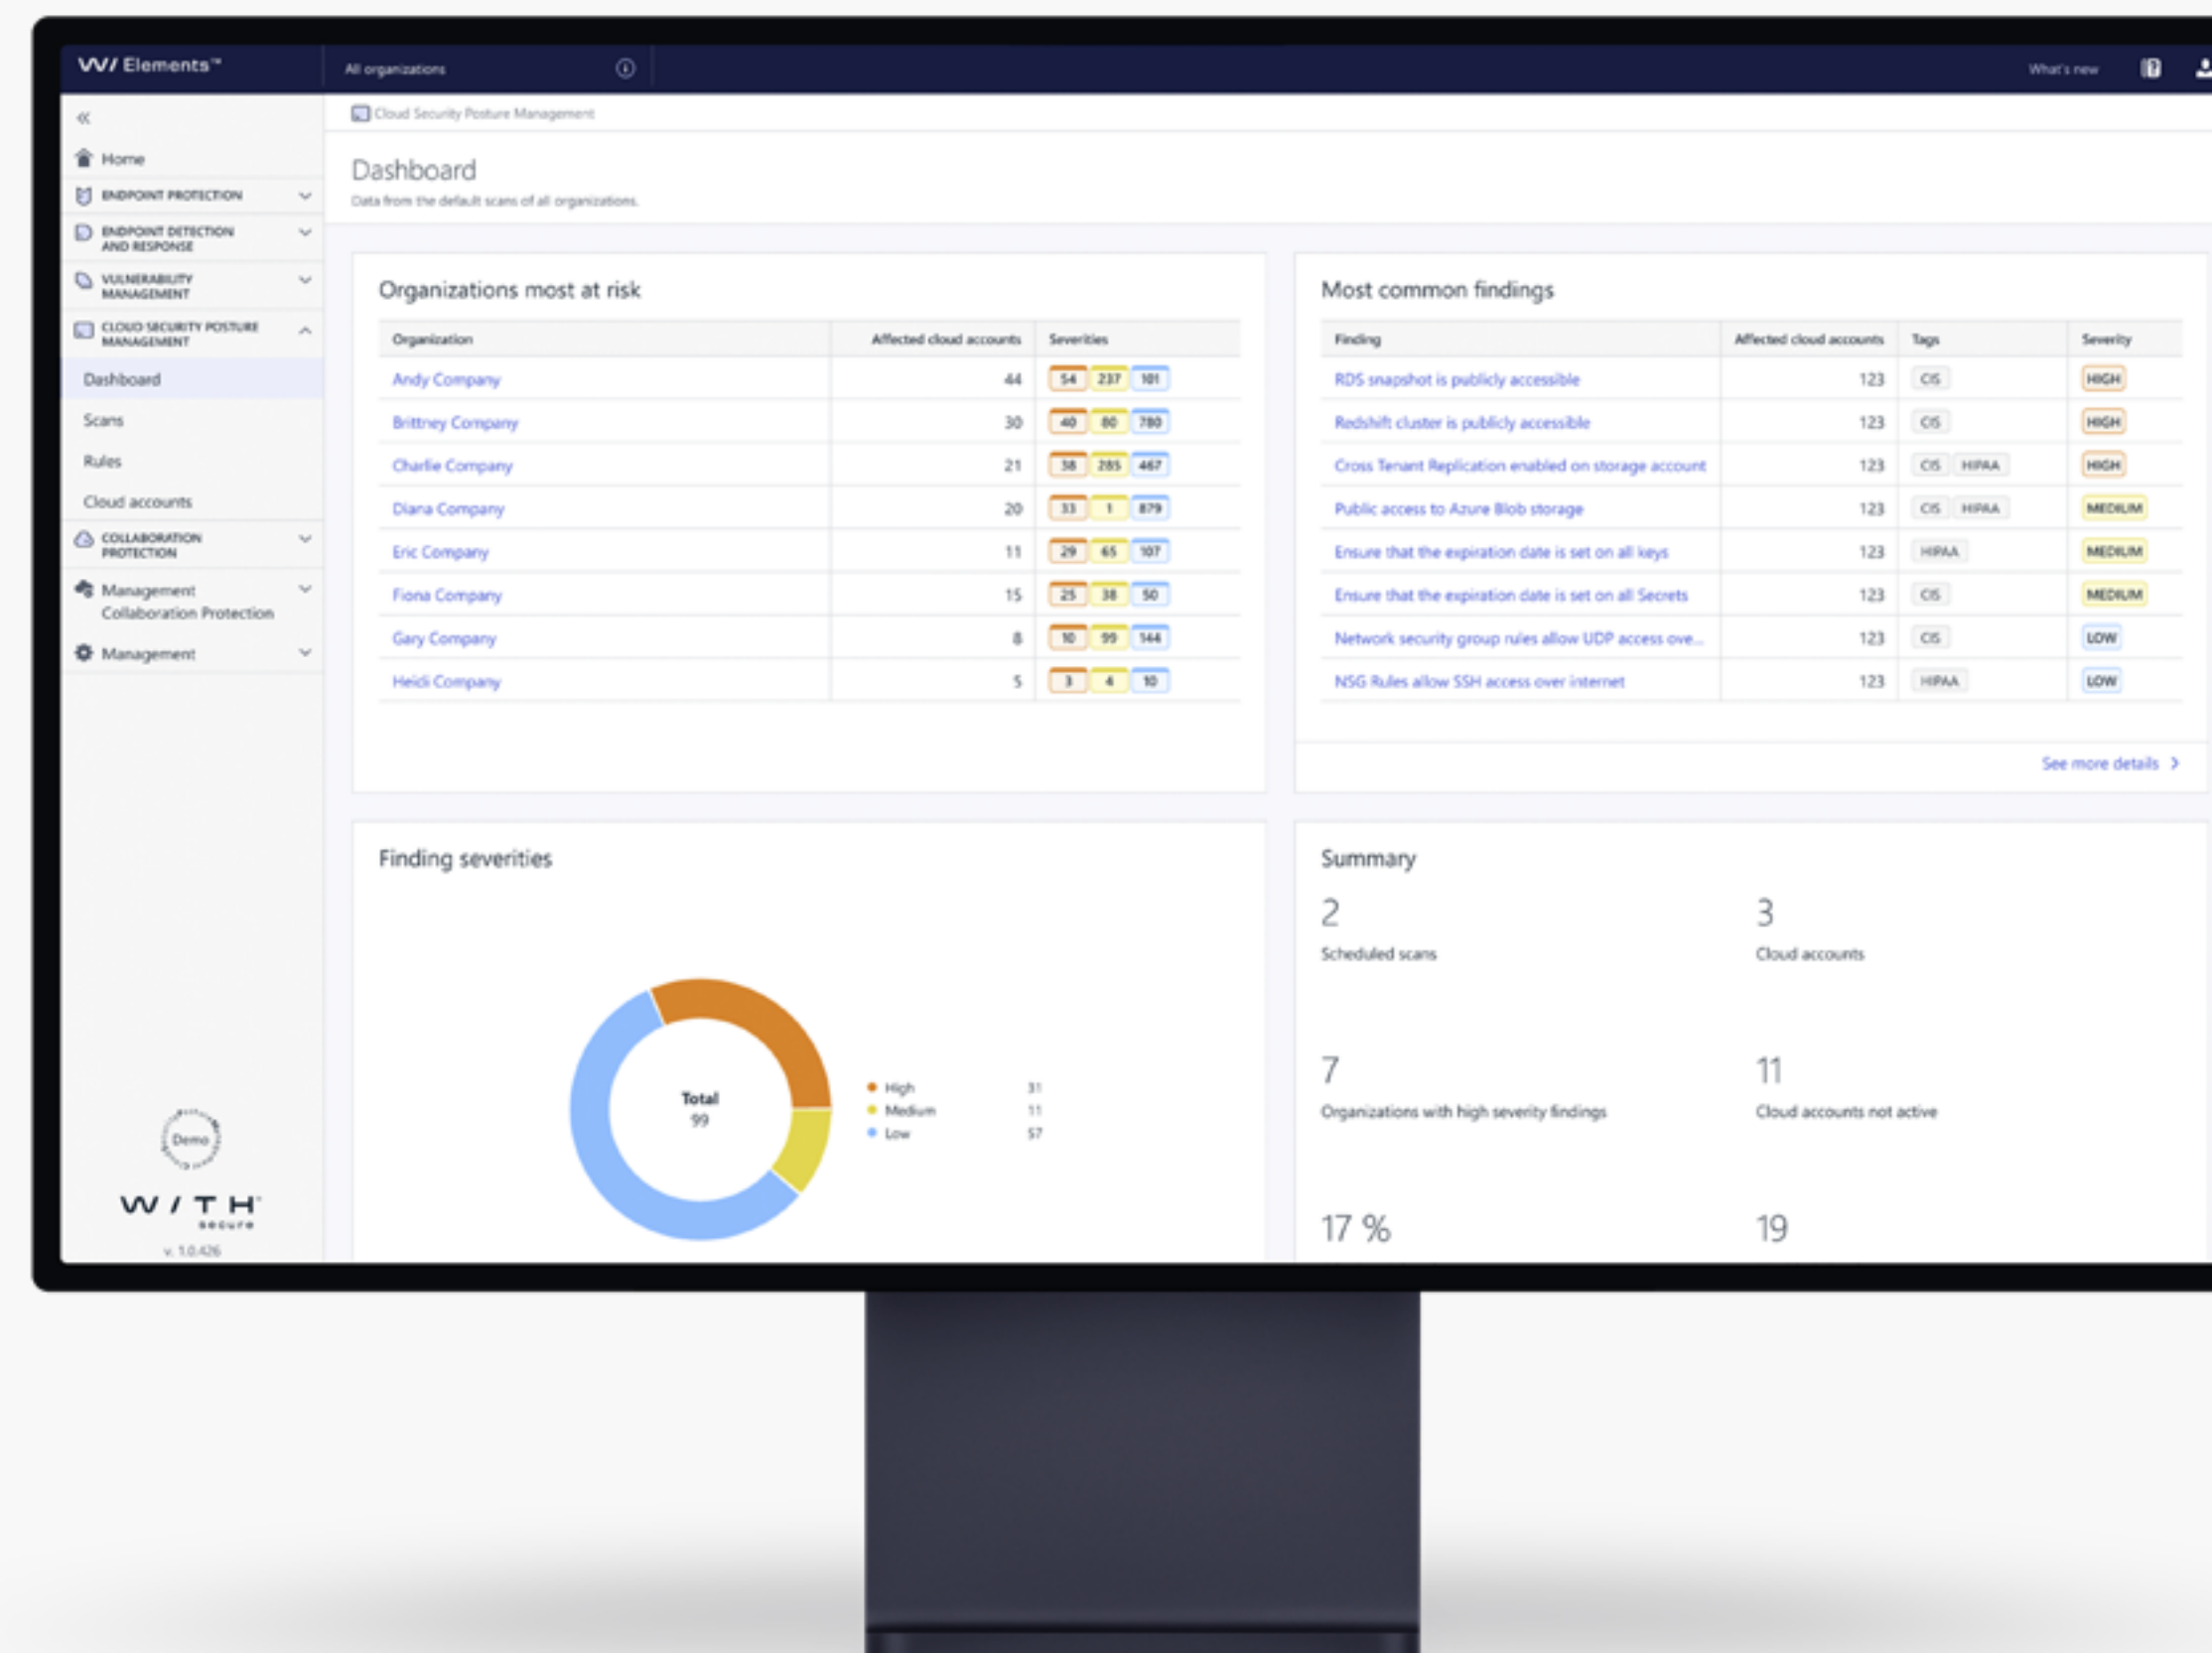 W/ Elements™
All organizations
What's new
Cloud Security Posture Management
Home
ENDPOINT PROTECTION
ENDPOINT DETECTION
AND RESPONSE
VULNERABILITY
MANAGEMENT
CLOUD SECURITY POSTURE
MANAGEMENT
Dashboard
Scans
Rules
Cloud accounts
COLLABORATION
PROTECTION
Management
Collaboration Protection
Management
Demo
W/TH
secure
v. 1.0.426
Dashboard
Data from the default scans of all organizations.
Organizations most at risk
Organization Affected cloud accounts Severities
Andy Company 44 54 237 101
Brittney Company 30 40 80 780
Charlie Company 21 38 285 467
Diana Company 20 33 1 879
Eric Company 11 29 65 107
Fiona Company 15 25 38 50
Gary Company 8 10 99 144
Heidi Company 5 3 4 10
Most common findings
Finding Affected cloud accounts Tags Severity
RDS snapshot is publicly accessible 123 CIS HIGH
Redshift cluster is publicly accessible 123 CIS HIGH
Cross Tenant Replication enabled on storage account 123 CIS HIPAA HIGH
Public access to Azure Blob storage 123 CIS HIPAA MEDIUM
Ensure that the expiration date is set on all keys 123 HIPAA MEDIUM
Ensure that the expiration date is set on all Secrets 123 CIS MEDIUM
Network security group rules allow UDP access ove... 123 CIS LOW
NSG Rules allow SSH access over internet 123 HIPAA LOW
See more details
Finding severities
Total
99
High 31
Medium 11
Low 57
Summary
2 3
Scheduled scans Cloud accounts
7 11
Organizations with high severity findings Cloud accounts not active
17 % 19